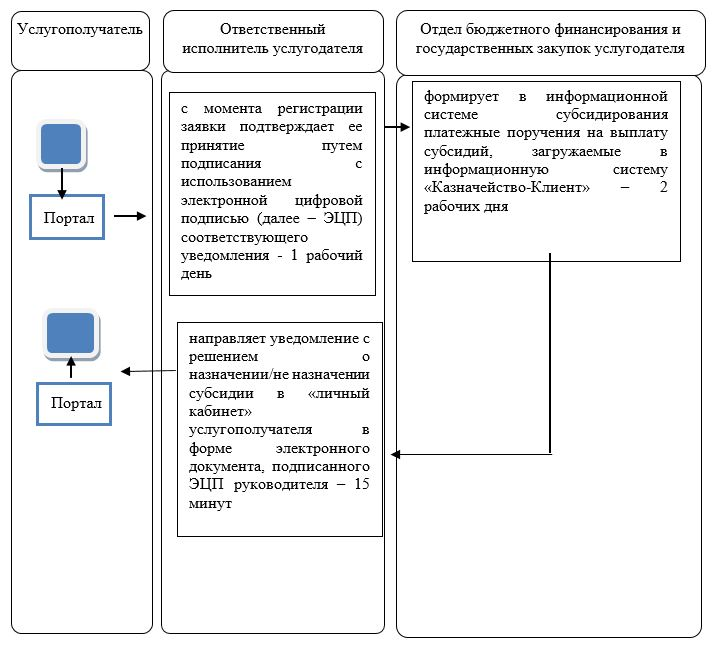 Услугополучатель
Ответственный
исполнитель услугодателя
Отдел бюджетного финансирования и
государственных закупок услугодателя
Портал
с момента регистрации
заявки подтверждает ее
принятие путем
подписания с
использованием
электронной цифровой
подписью (далее – ЭЦП)
соответствующего
уведомления - 1 рабочий
день
формирует в информационной
системе субсидирования
платежные поручения на выплату
субсидий, загружаемые в
информационную систему
«Казначейство-Клиент» – 2
рабочих дня
направляет уведомление с
решением о
назначении/не назначении
субсидии в «личный
кабинет»
услугополучателя в
форме электронного
документа, подписанного
ЭЦП руководителя – 15
минут
Портал